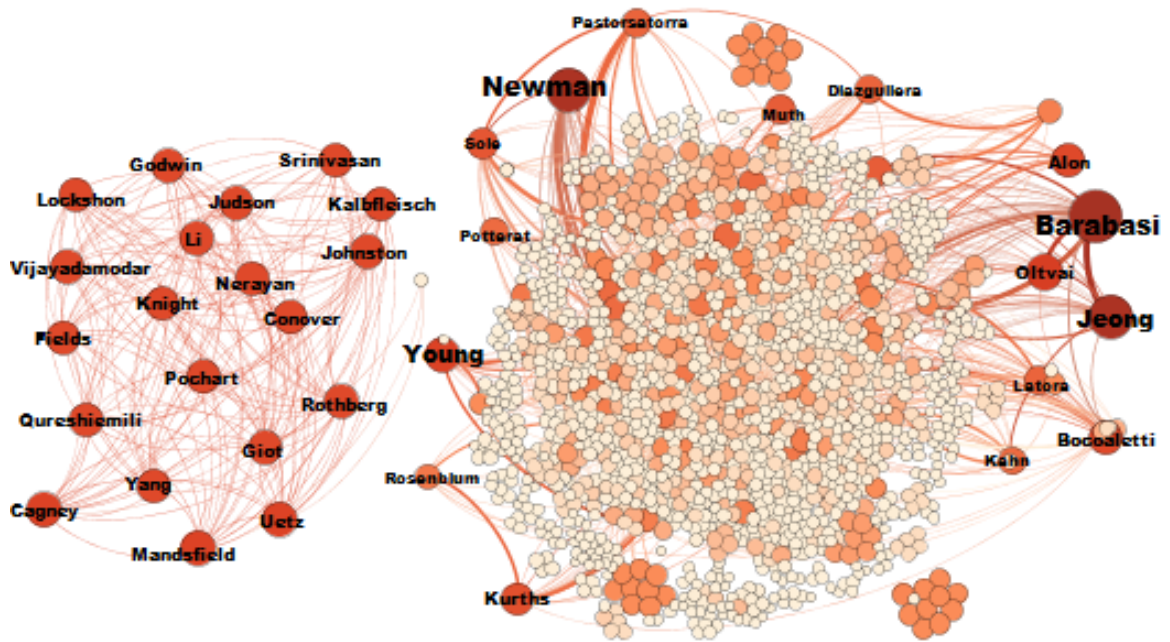 Pastorsatorra
Newman
Diazguilera
Muth
Sole
Alon
Godwin
Srinivasan
Lockshon
Judson
Kalbfleisch
Barabasi
Potterat
Li
Johnston
Vijayadamodar
Nerayan
Oltvai
Knight
Conover
Jeong
Fields
Young
Pochart
Latora
Rothberg
Qureshiemili
Bocoaletti
Giot
Kahn
Rosenblum
Yang
Cagney
Uetz
Mandsfield
Kurths